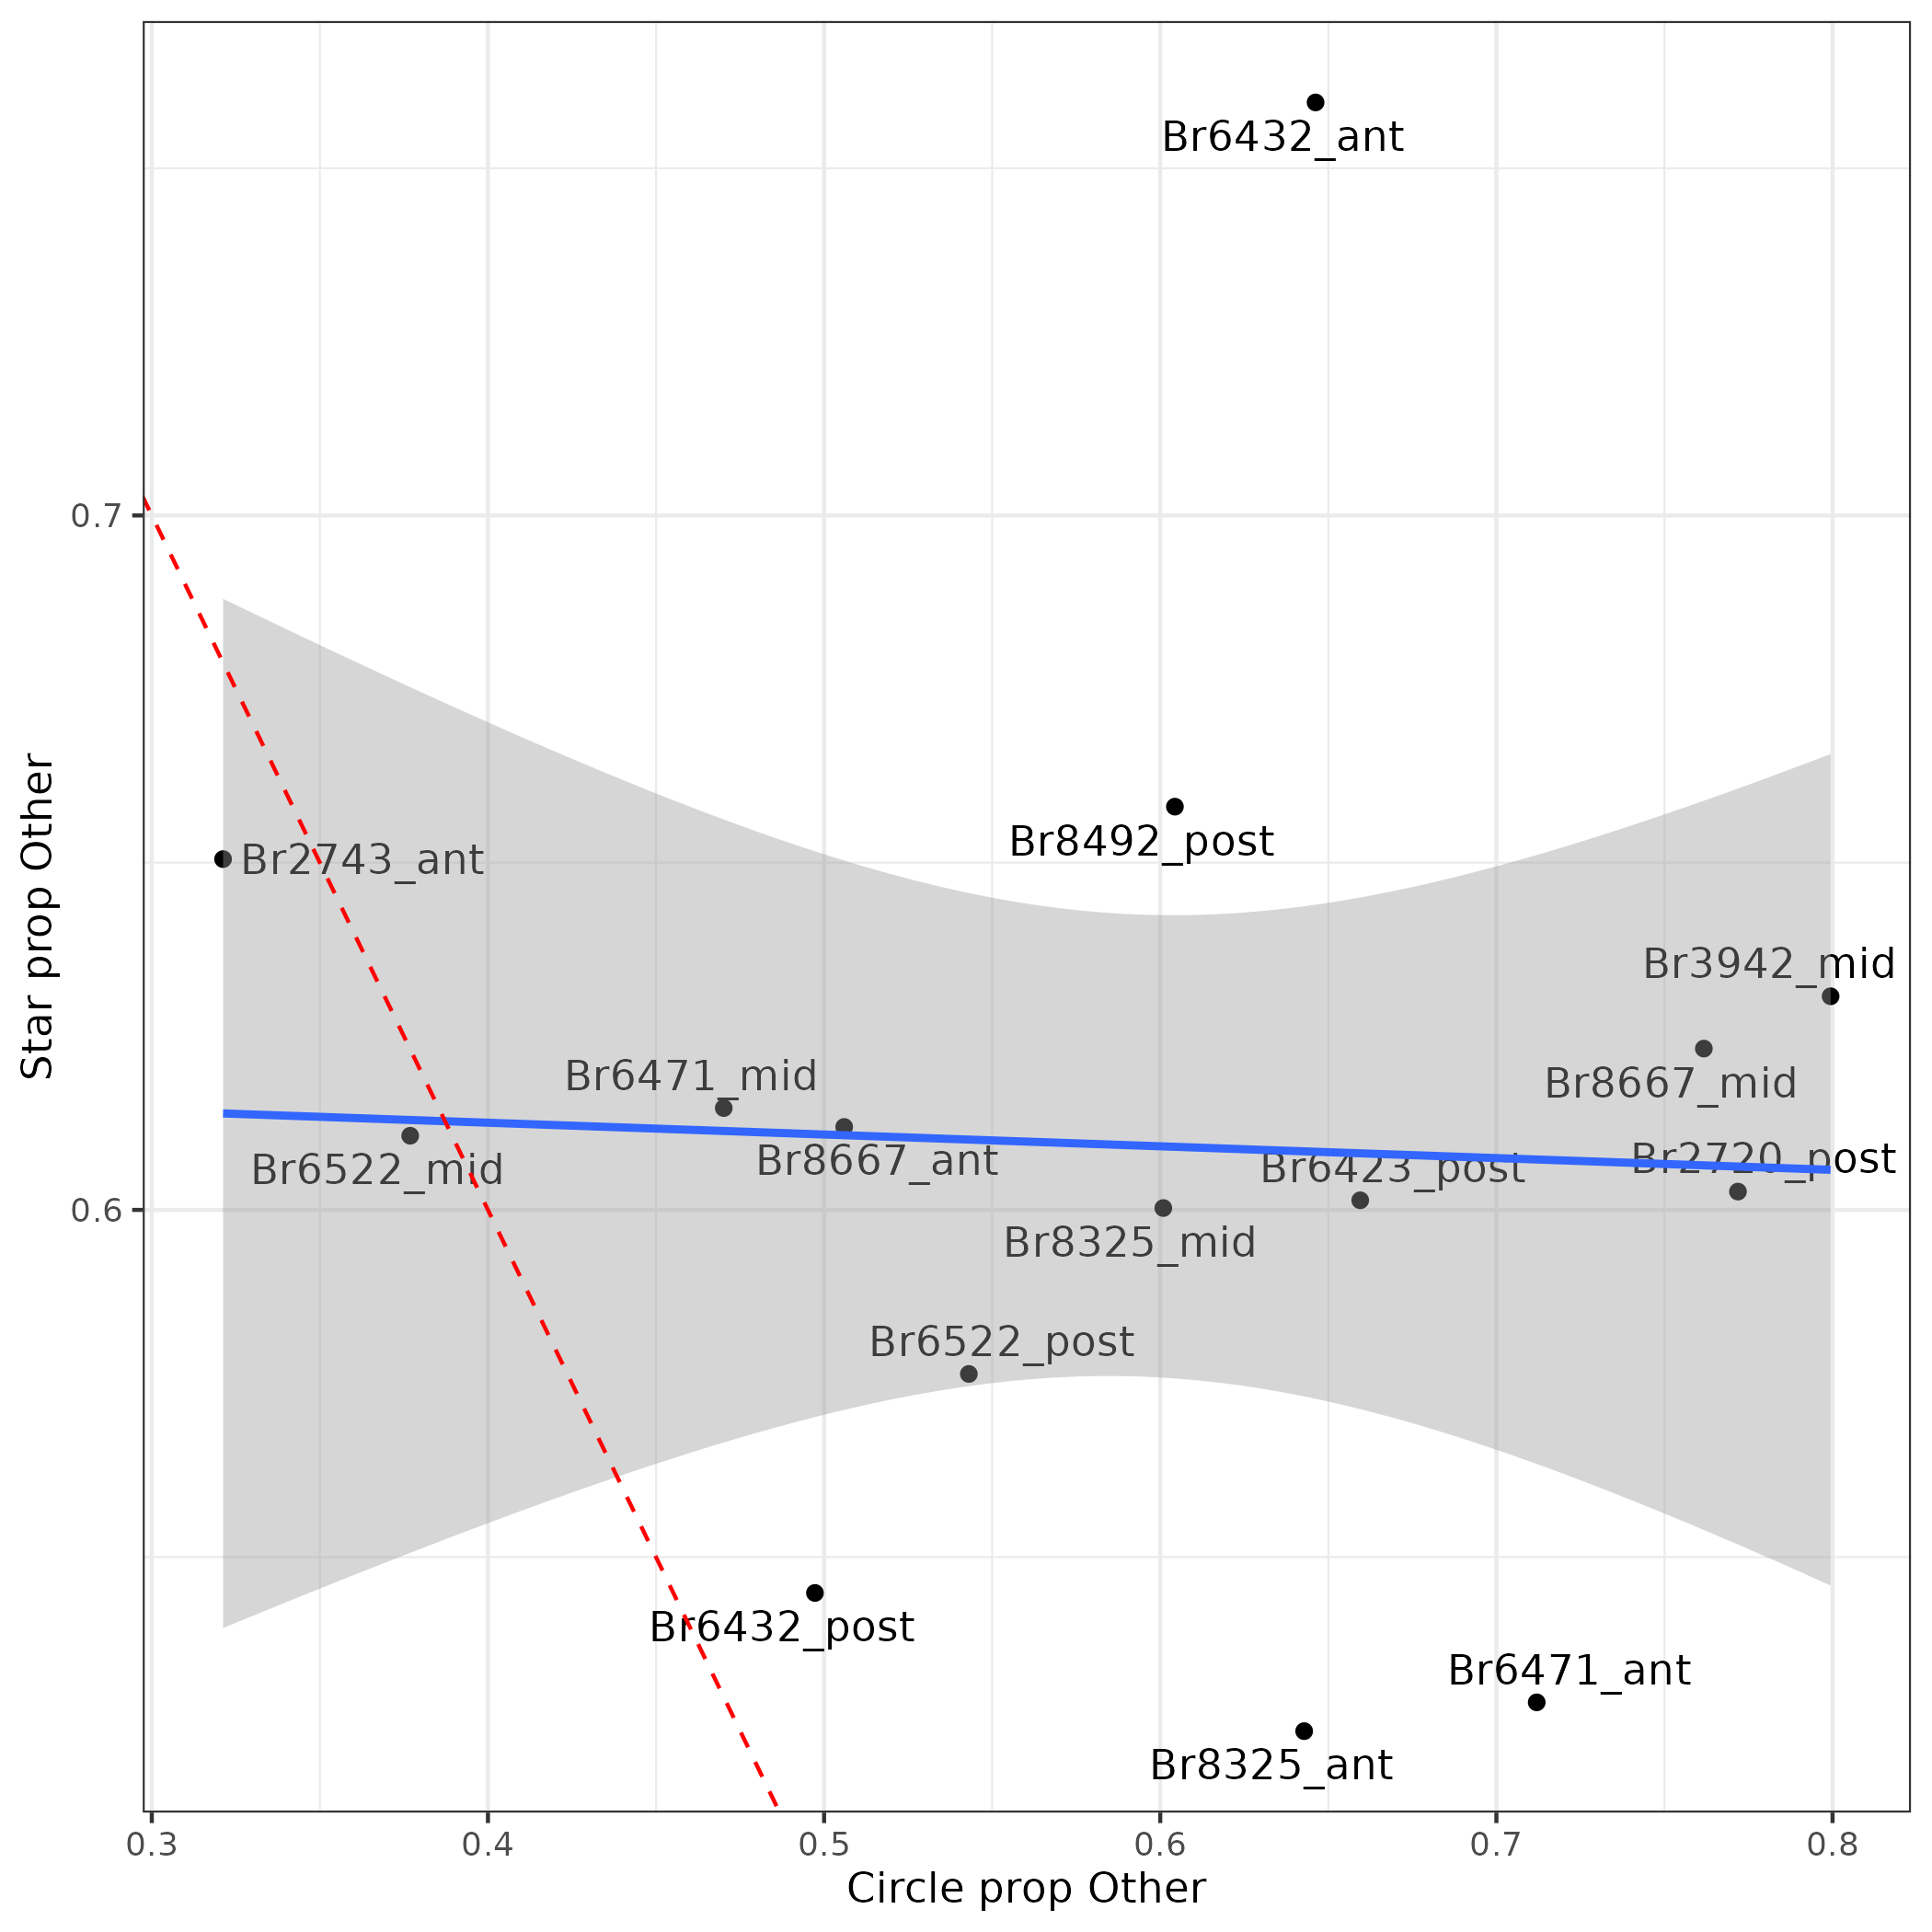 Br6432_ant
0.7
Br8492_post
Br2743_ant
Br3942_mid
Br6471_mid
Br8667_mid
Br8667_ant
Br2720_post
Br6522_mid
Br6423_post
0.6
Br8325_mid
Br6522_post
Br6432_post
Br6471_ant
Br8325_ant
Star prop Other
0.3 0.4 0.5 0.6 0.7 0.8
Circle prop Other